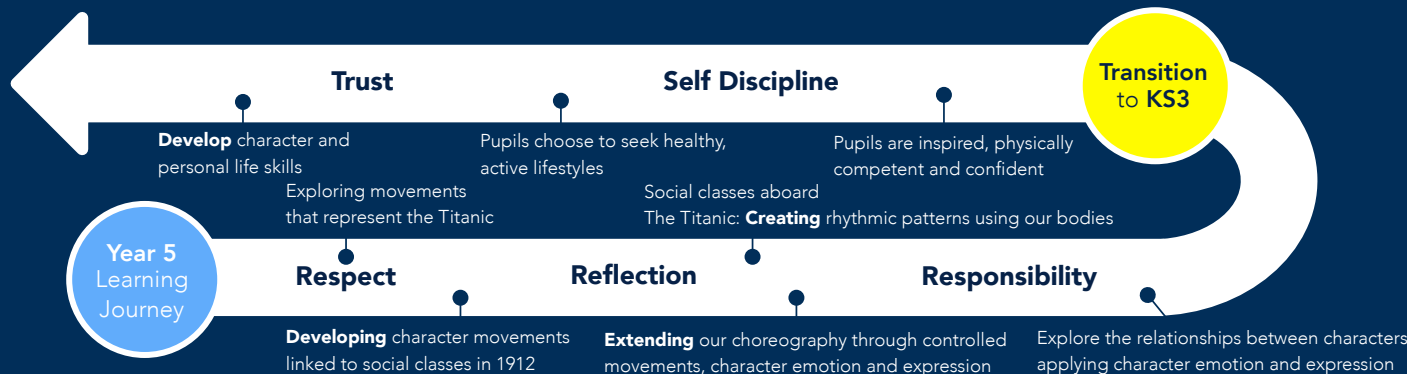 Trust
Self Discipline
Transition
to KS3
Develop character and
personal life skills
Pupils choose to seek healthy,
active lifestyles
Pupils are inspired, physically
competent and confident
Exploring movements
that represent the Titanic
Social classes aboard
The Titanic: Creating rhythmic patterns using our bodies
Year 5
Learning
Journey
Respect
Reflection
Responsibility
Developing character movements
linked to social classes in 1912
Extending our choreography through controlled
movements, character emotion and expression
Explore the relationships between characters
applying character emotion and expression